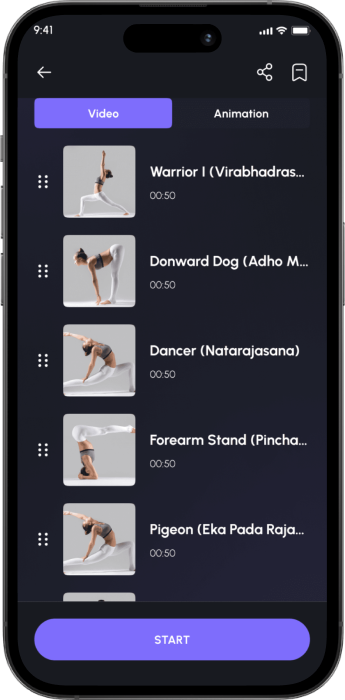 9:41
Video
Animation
Warrior I (Virabhadras...
00:50
Donward Dog (Adho M...
00:50
Dancer (Natarajasana)
00:50
Forearm Stand (Pincha...
00:50
Pigeon (Eka Pada Raja...
00:50
START